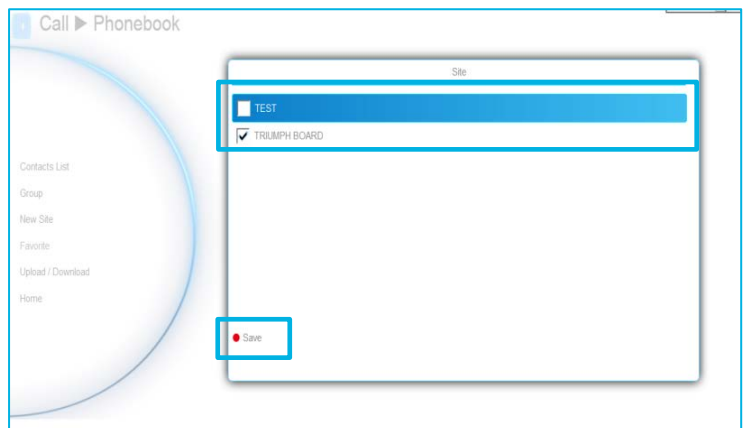 Call ▶ Phonebook
Site
TEST
TRIUMPH BOARD
Contacts List
Group
New Site
Favorite
Upload / Download
Home
Save